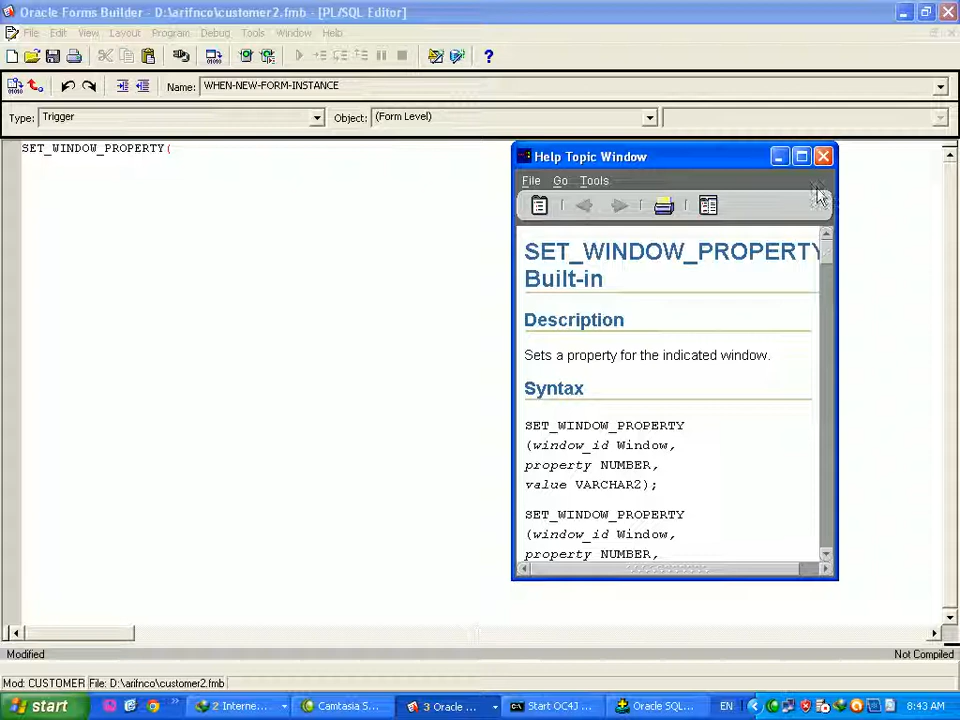 Oracle Forms Builder - D:\arifnco\customer2.fmb - [PL/SQL Editor]
File Edit View Layout Program Debug Tools Window Help
Name: WHEN-NEW-FORM-INSTANCE
Type: Trigger Object: (Form Level)
SET_WINDOW_PROPERTY(
Help Topic Window
File Go Tools
SET_WINDOW_PROPERTY
Built-in
Description
Sets a property for the indicated window.
Syntax
SET_WINDOW_PROPERTY
(window_id Window,
property NUMBER,
value VARCHAR2);
SET_WINDOW_PROPERTY
(window_id Window,
property NUMBER,
Modified Not Compiled
Mod: CUSTOMER File: D:\arifnco\customer2.fmb
start 2 Interne... Camtasia S... 3 Oracle ... Start OC4J ... Oracle SQL... EN 8:43 AM